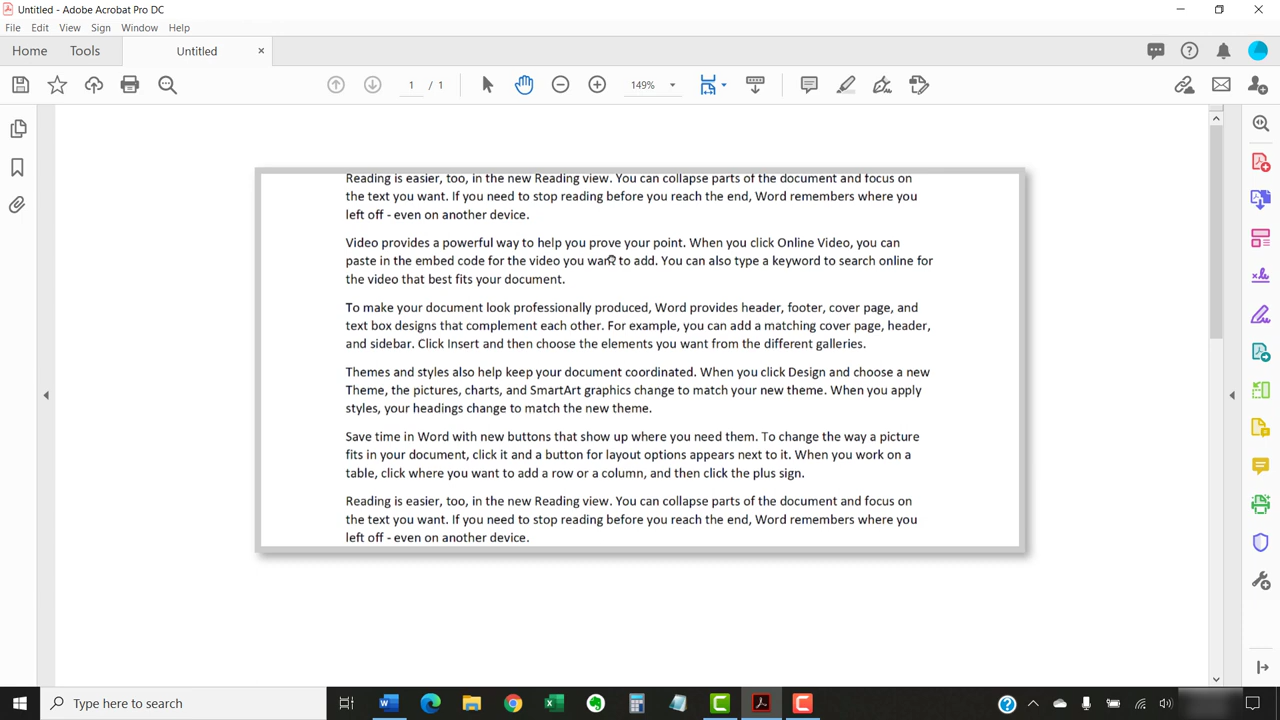 Untitled - Adobe Acrobat Pro DC
File Edit View Sign Window Help
Home Tools Untitled
1 / 1 149%
Reading is easier, too, in the new Reading view. You can collapse parts of the document and focus on
the text you want. If you need to stop reading before you reach the end, Word remembers where you
left off - even on another device.
Video provides a powerful way to help you prove your point. When you click Online Video, you can
paste in the embed code for the video you want to add. You can also type a keyword to search online for
the video that best fits your document.
To make your document look professionally produced, Word provides header, footer, cover page, and
text box designs that complement each other. For example, you can add a matching cover page, header,
and sidebar. Click Insert and then choose the elements you want from the different galleries.
Themes and styles also help keep your document coordinated. When you click Design and choose a new
Theme, the pictures, charts, and SmartArt graphics change to match your new theme. When you apply
styles, your headings change to match the new theme.
Save time in Word with new buttons that show up where you need them. To change the way a picture
fits in your document, click it and a button for layout options appears next to it. When you work on a
table, click where you want to add a row or a column, and then click the plus sign.
Reading is easier, too, in the new Reading view. You can collapse parts of the document and focus on
the text you want. If you need to stop reading before you reach the end, Word remembers where you
left off - even on another device.
Type here to search